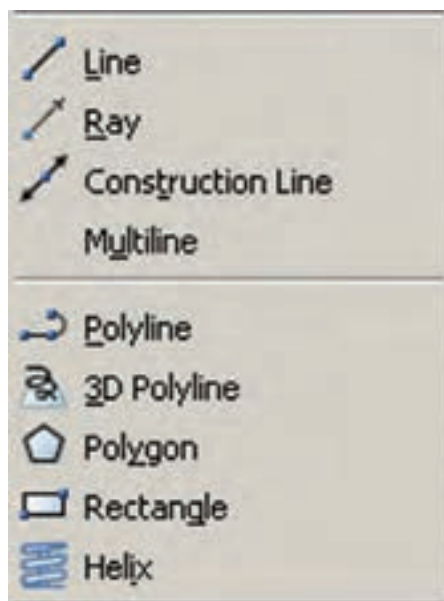 Line
Ray
Construction Line
Multiline
Polyline
3D Polyline
Polygon
Rectangle
Helix